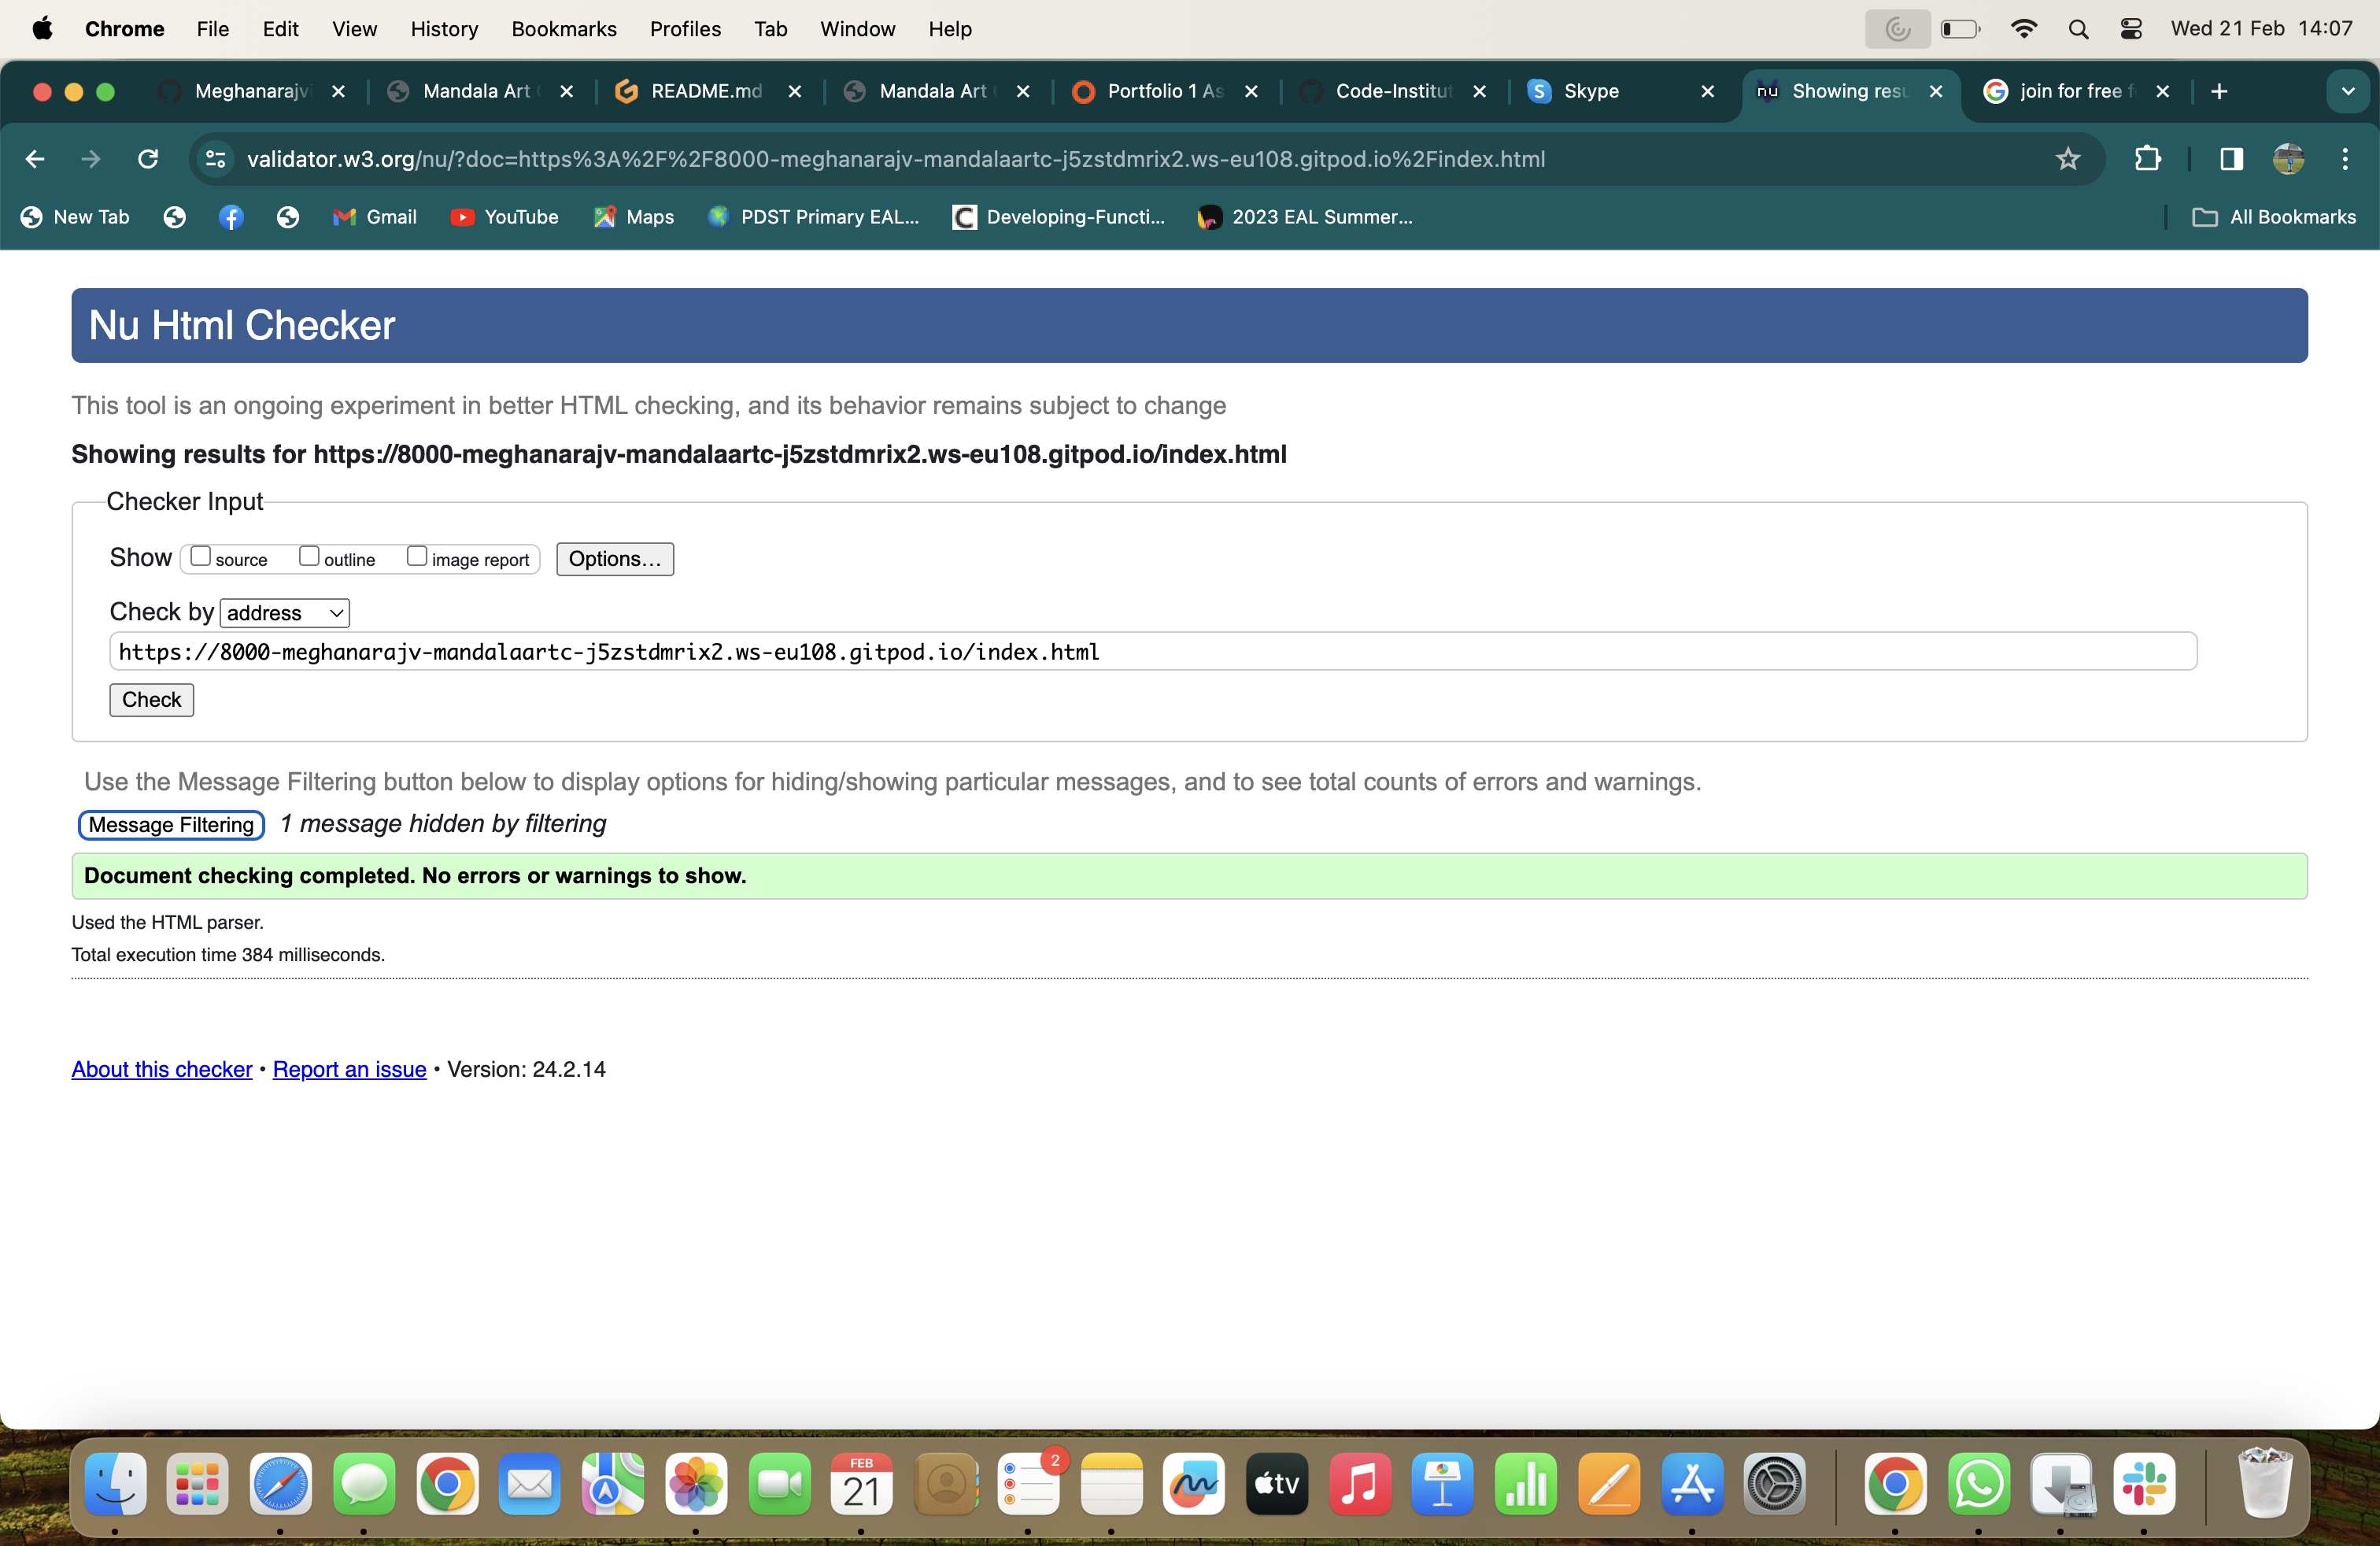 Chrome File Edit View History Bookmarks Profiles Tab Window Help Wed 21 Feb 14:07
Meghanarajv Mandala Art README.md Mandala Art Portfolio 1 As Code-Institut Skype Showing resu join for free f
validator.w3.org/nu/?doc=https%3A%2F%2F8000-meghanarajv-mandalaartc-j5zstdmrix2.ws-eu108.gitpod.io%2Findex.html
New Tab Gmail YouTube Maps PDST Primary EAL... Developing-Functi... 2023 EAL Summer... All Bookmarks
Nu Html Checker
This tool is an ongoing experiment in better HTML checking, and its behavior remains subject to change
Showing results for https://8000-meghanarajv-mandalaartc-j5zstdmrix2.ws-eu108.gitpod.io/index.html
Checker Input
Show source outline image report Options...
Check by address
https://8000-meghanarajv-mandalaartc-j5zstdmrix2.ws-eu108.gitpod.io/index.html
Check
Use the Message Filtering button below to display options for hiding/showing particular messages, and to see total counts of errors and warnings.
Message Filtering 1 message hidden by filtering
Document checking completed. No errors or warnings to show.
Used the HTML parser.
Total execution time 384 milliseconds.
About this checker • Report an issue • Version: 24.2.14
FEB
21
2
tv